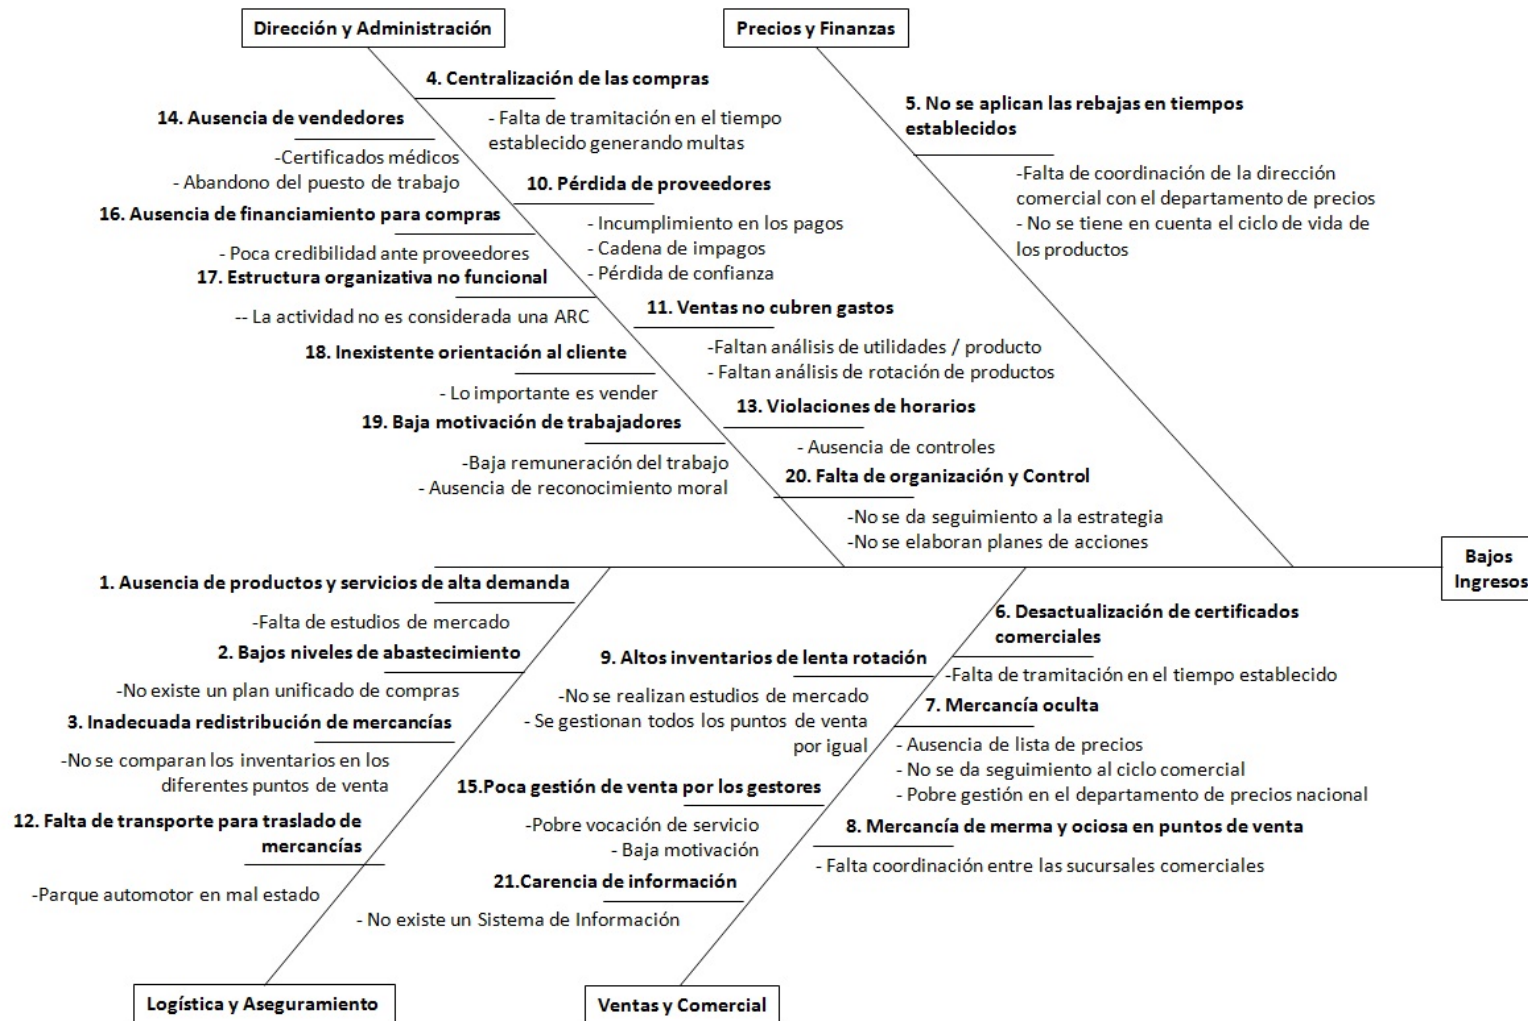 Dirección y Administración
Precios y Finanzas
4. Centralización de las compras
- Falta de tramitación en el tiempo
establecido generando multas
14. Ausencia de vendedores
-Certificados médicos
- Abandono del puesto de trabajo
10. Pérdida de proveedores
- Incumplimiento en los pagos
- Cadena de impagos
- Pérdida de confianza
16. Ausencia de financiamiento para compras
- Poca credibilidad ante proveedores
17. Estructura organizativa no funcional
-- La actividad no es considerada una ARC
11. Ventas no cubren gastos
-Faltan análisis de utilidades / producto
- Faltan análisis de rotación de productos
18. Inexistente orientación al cliente
- Lo importante es vender
13. Violaciones de horarios
- Ausencia de controles
19. Baja motivación de trabajadores
-Baja remuneración del trabajo
- Ausencia de reconocimiento moral
20. Falta de organización y Control
-No se da seguimiento a la estrategia
-No se elaboran planes de acciones
5. No se aplican las rebajas en tiempos
establecidos
-Falta de coordinación de la dirección
comercial con el departamento de precios
- No se tiene en cuenta el ciclo de vida de
los productos
Bajos
Ingresos
1. Ausencia de productos y servicios de alta demanda
-Falta de estudios de mercado
2. Bajos niveles de abastecimiento
-No existe un plan unificado de compras
3. Inadecuada redistribución de mercancías
-No se comparan los inventarios en los
diferentes puntos de venta
12. Falta de transporte para traslado de
mercancías
-Parque automotor en mal estado
9. Altos inventarios de lenta rotación
-No se realizan estudios de mercado
- Se gestionan todos los puntos de venta
por igual
15.Poca gestión de venta por los gestores
-Pobre vocación de servicio
- Baja motivación
21.Carencia de información
- No existe un Sistema de Información
6. Desactualización de certificados
comerciales
-Falta de tramitación en el tiempo establecido
7. Mercancía oculta
- Ausencia de lista de precios
- No se da seguimiento al ciclo comercial
- Pobre gestión en el departamento de precios nacional
8. Mercancía de merma y ociosa en puntos de venta
- Falta coordinación entre las sucursales comerciales
Logística y Aseguramiento
Ventas y Comercial